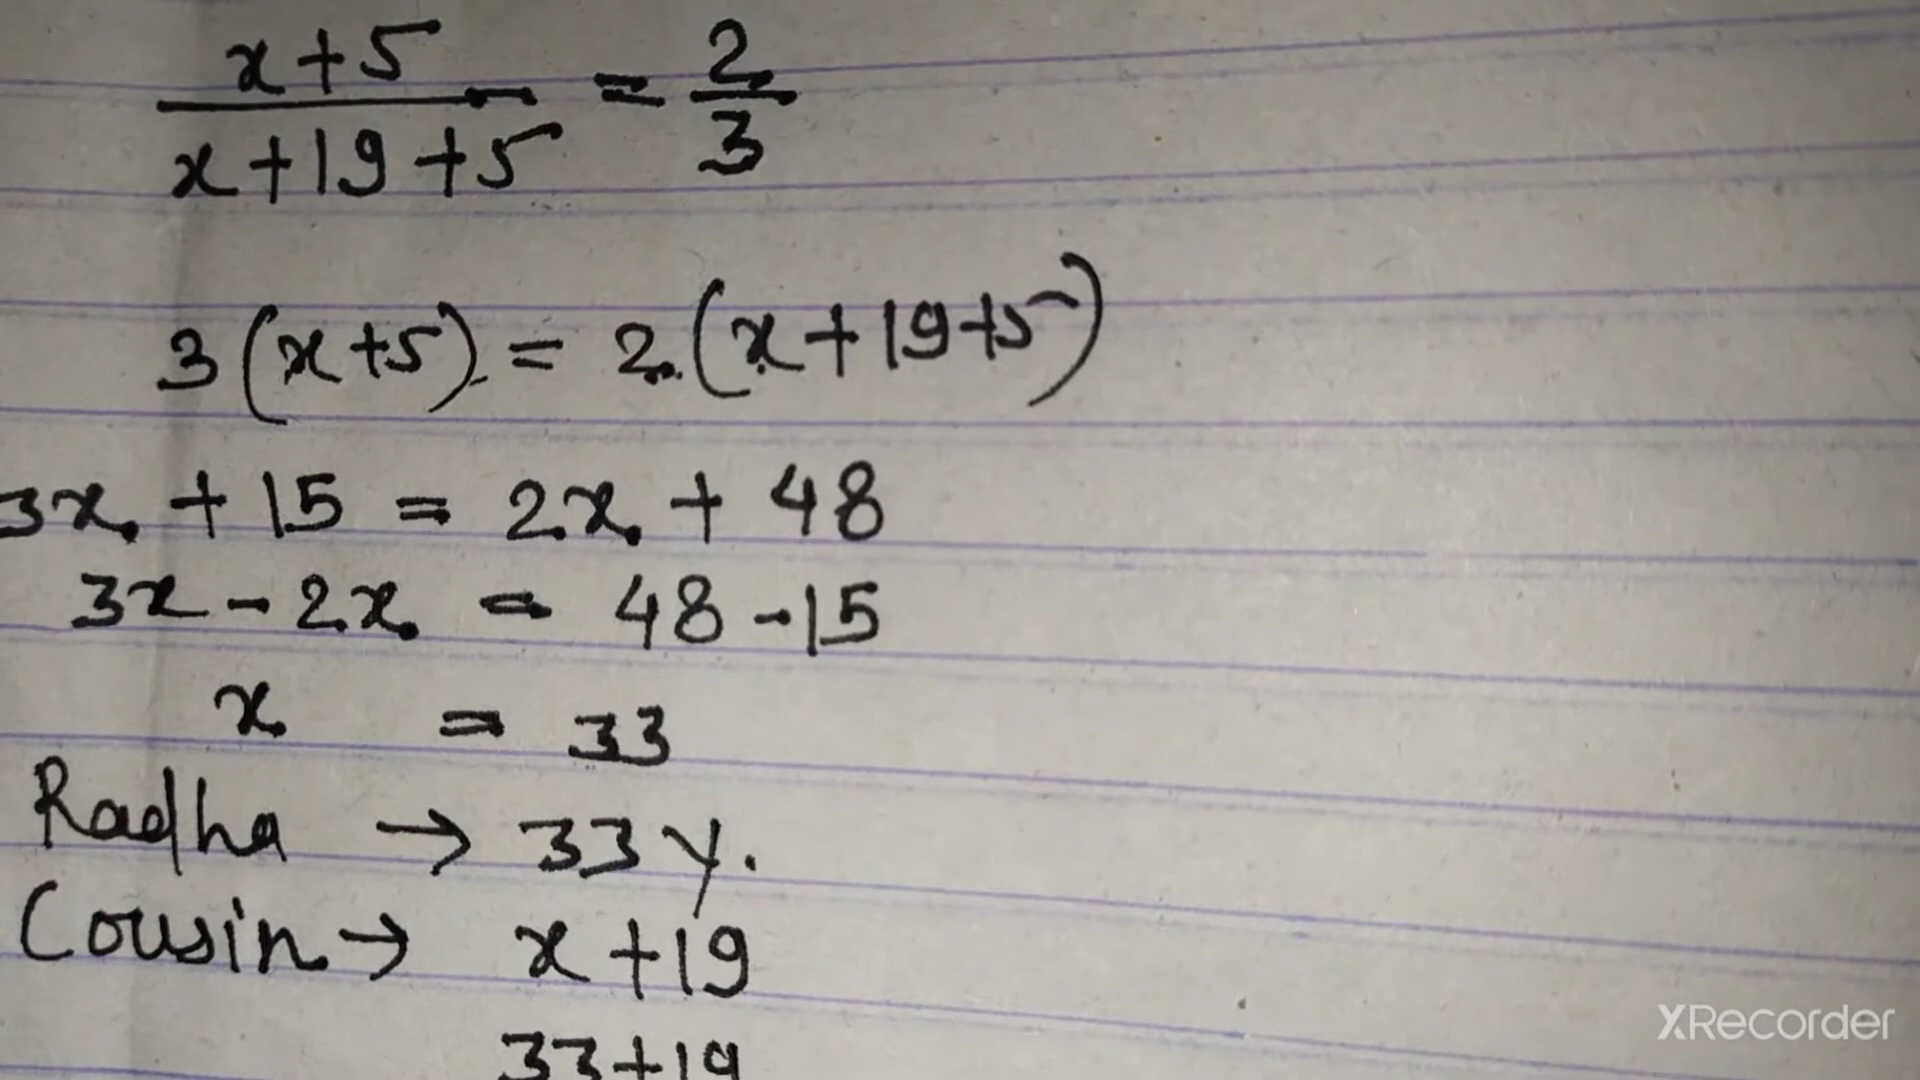 x+5 / x+19+5 = 2/3
3(x+5) = 2(x+19+5)
3x + 15 = 2x + 48
3x - 2x = 48 - 15
x = 33
Radha → 33 y.
Cousin → x+19
33+19
XRecorder